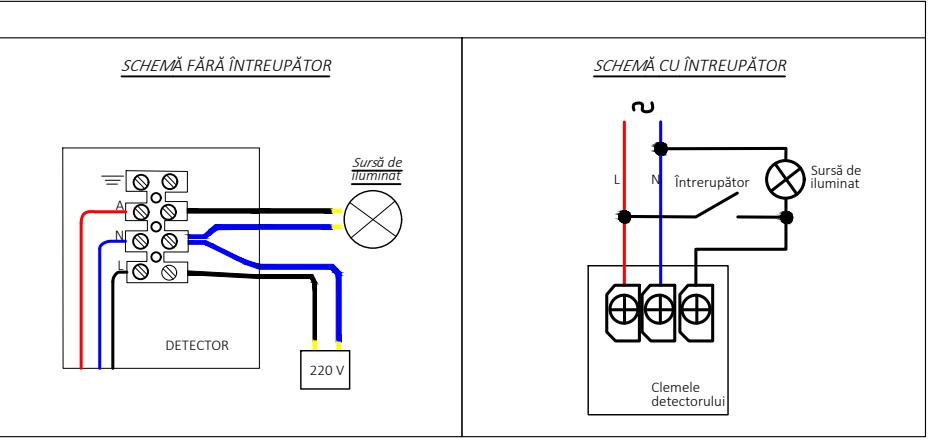 SCHEMĂ FĂRĂ ÎNTREUPĂTOR
Sursă de
iluminat
A
N
L
DETECTOR
220 V
SCHEMĂ CU ÎNTREUPĂTOR
L
N
Întrerupător
Sursă de
iluminat
Clemele
detectorului